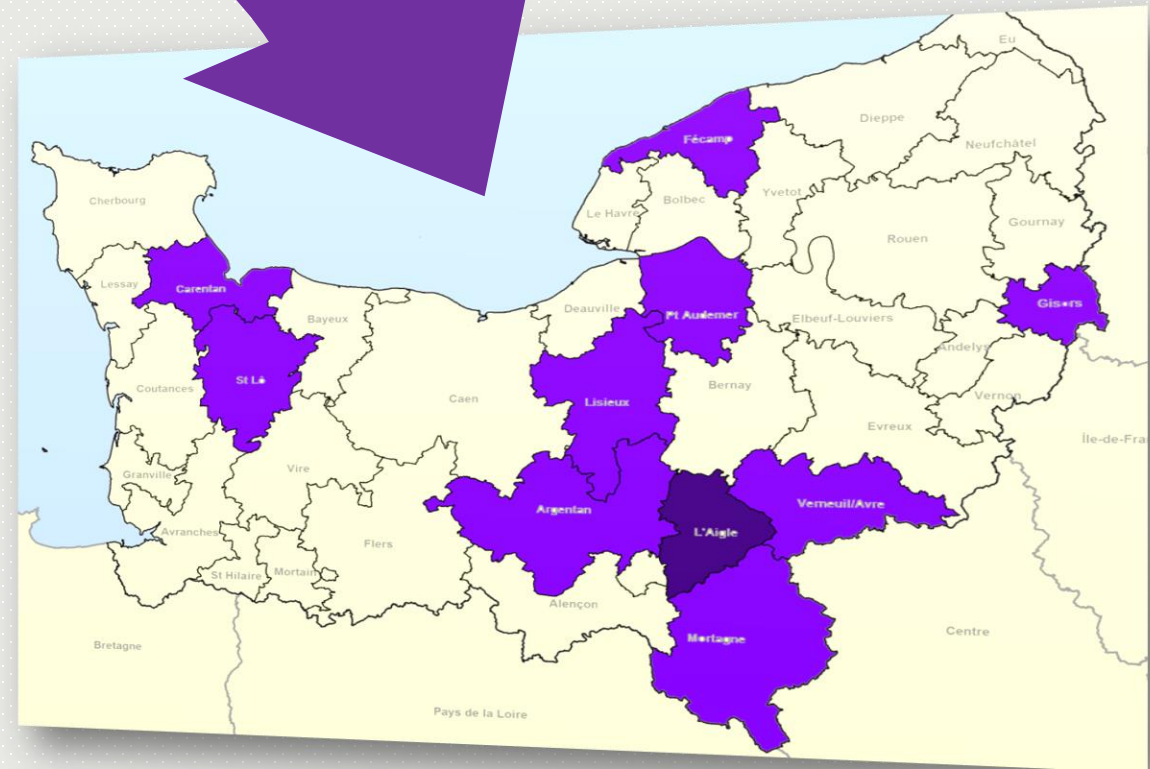 Eu
Dieppe
Fécamp
Neufchâtel
Cherbourg
Yvetot
Bolbec
Le Havre
Gournay
Rouen
Lessay
Carentan
Gisors
Deauville
Pt Audemer
Bayeux
Elbeuf-Louviers
Andelys
St Lô
Bernay
Coutances
Caen
Lisieux
Vernon
Evreux
Île-de-Fra
Vire
Granville
Verneuil/Avre
Argentan
Avranches
L'Aigle
Flers
St Hilaire
Mortain
Alençon
Centre
Mortagne
Bretagne
Pays de la Loire